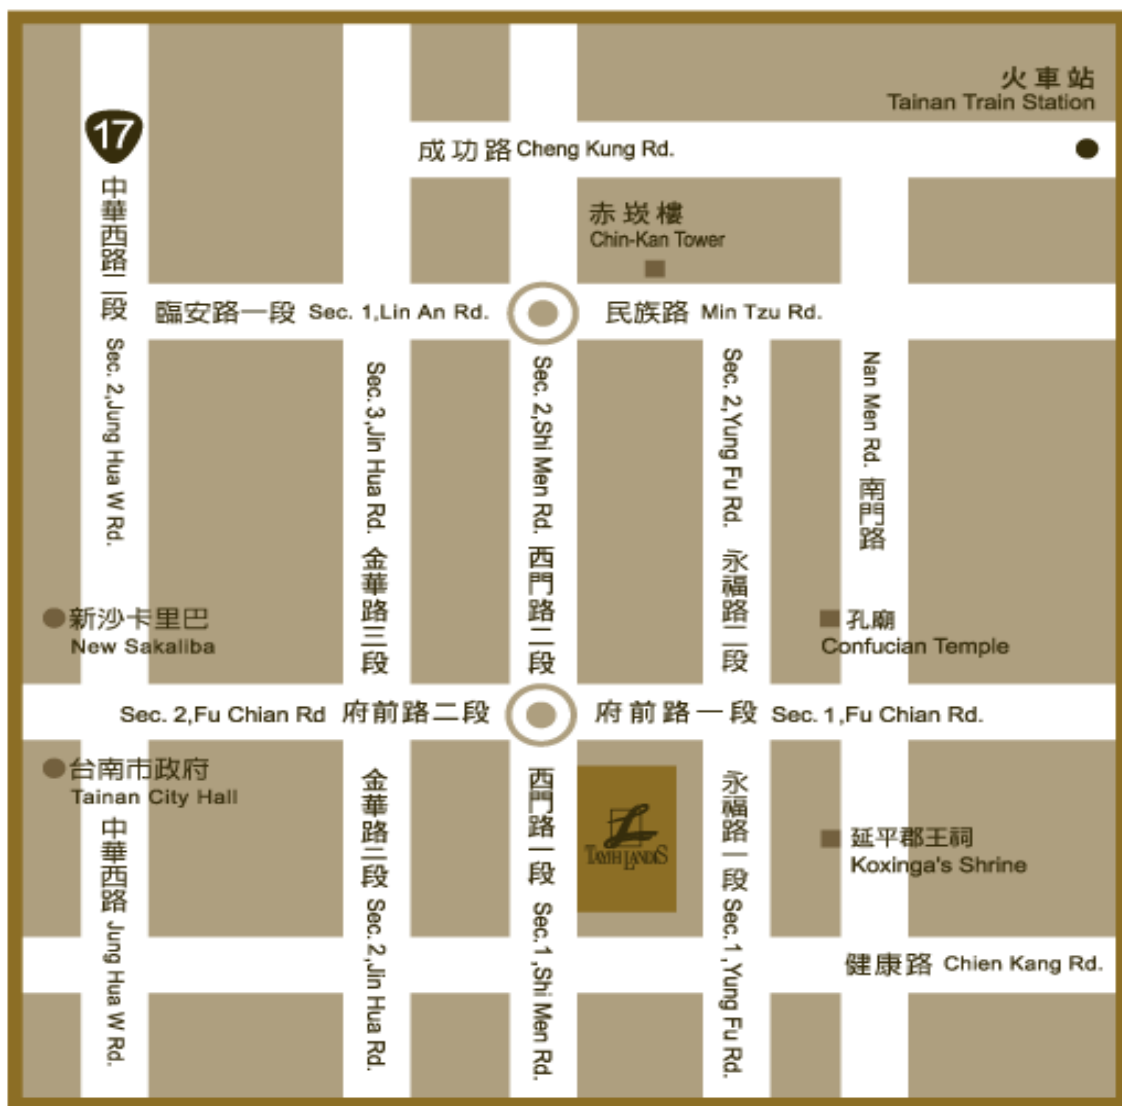 火車站
Tainan Train Station
17
成功路 Cheng Kung Rd.
中華西路二段 Sec. 2,Jung Hua W Rd.
赤崁樓
Chin-Kan Tower
臨安路一段 Sec. 1,Lin An Rd.
民族路 Min Tzu Rd.
Sec. 3,Jin Hua Rd. 金華路三段
Sec. 2,Shi Men Rd. 西門路二段
Sec. 2,Yung Fu Rd. 永福路二段
Nan Men Rd. 南門路
新沙卡里巴
New Sakaliba
孔廟
Confucian Temple
Sec. 2,Fu Chian Rd 府前路二段
府前路一段 Sec. 1,Fu Chian Rd.
台南市政府
Tainan City Hall
中華西路 Jung Hua W Rd.
金華路二段 Sec. 2,Jin Hua Rd.
西門路一段 Sec.1,Shi Men Rd.
TAYIH LANDIS
永福路一段 Sec.1,Yung Fu Rd.
延平郡王祠
Koxinga's Shrine
健康路 Chien Kang Rd.